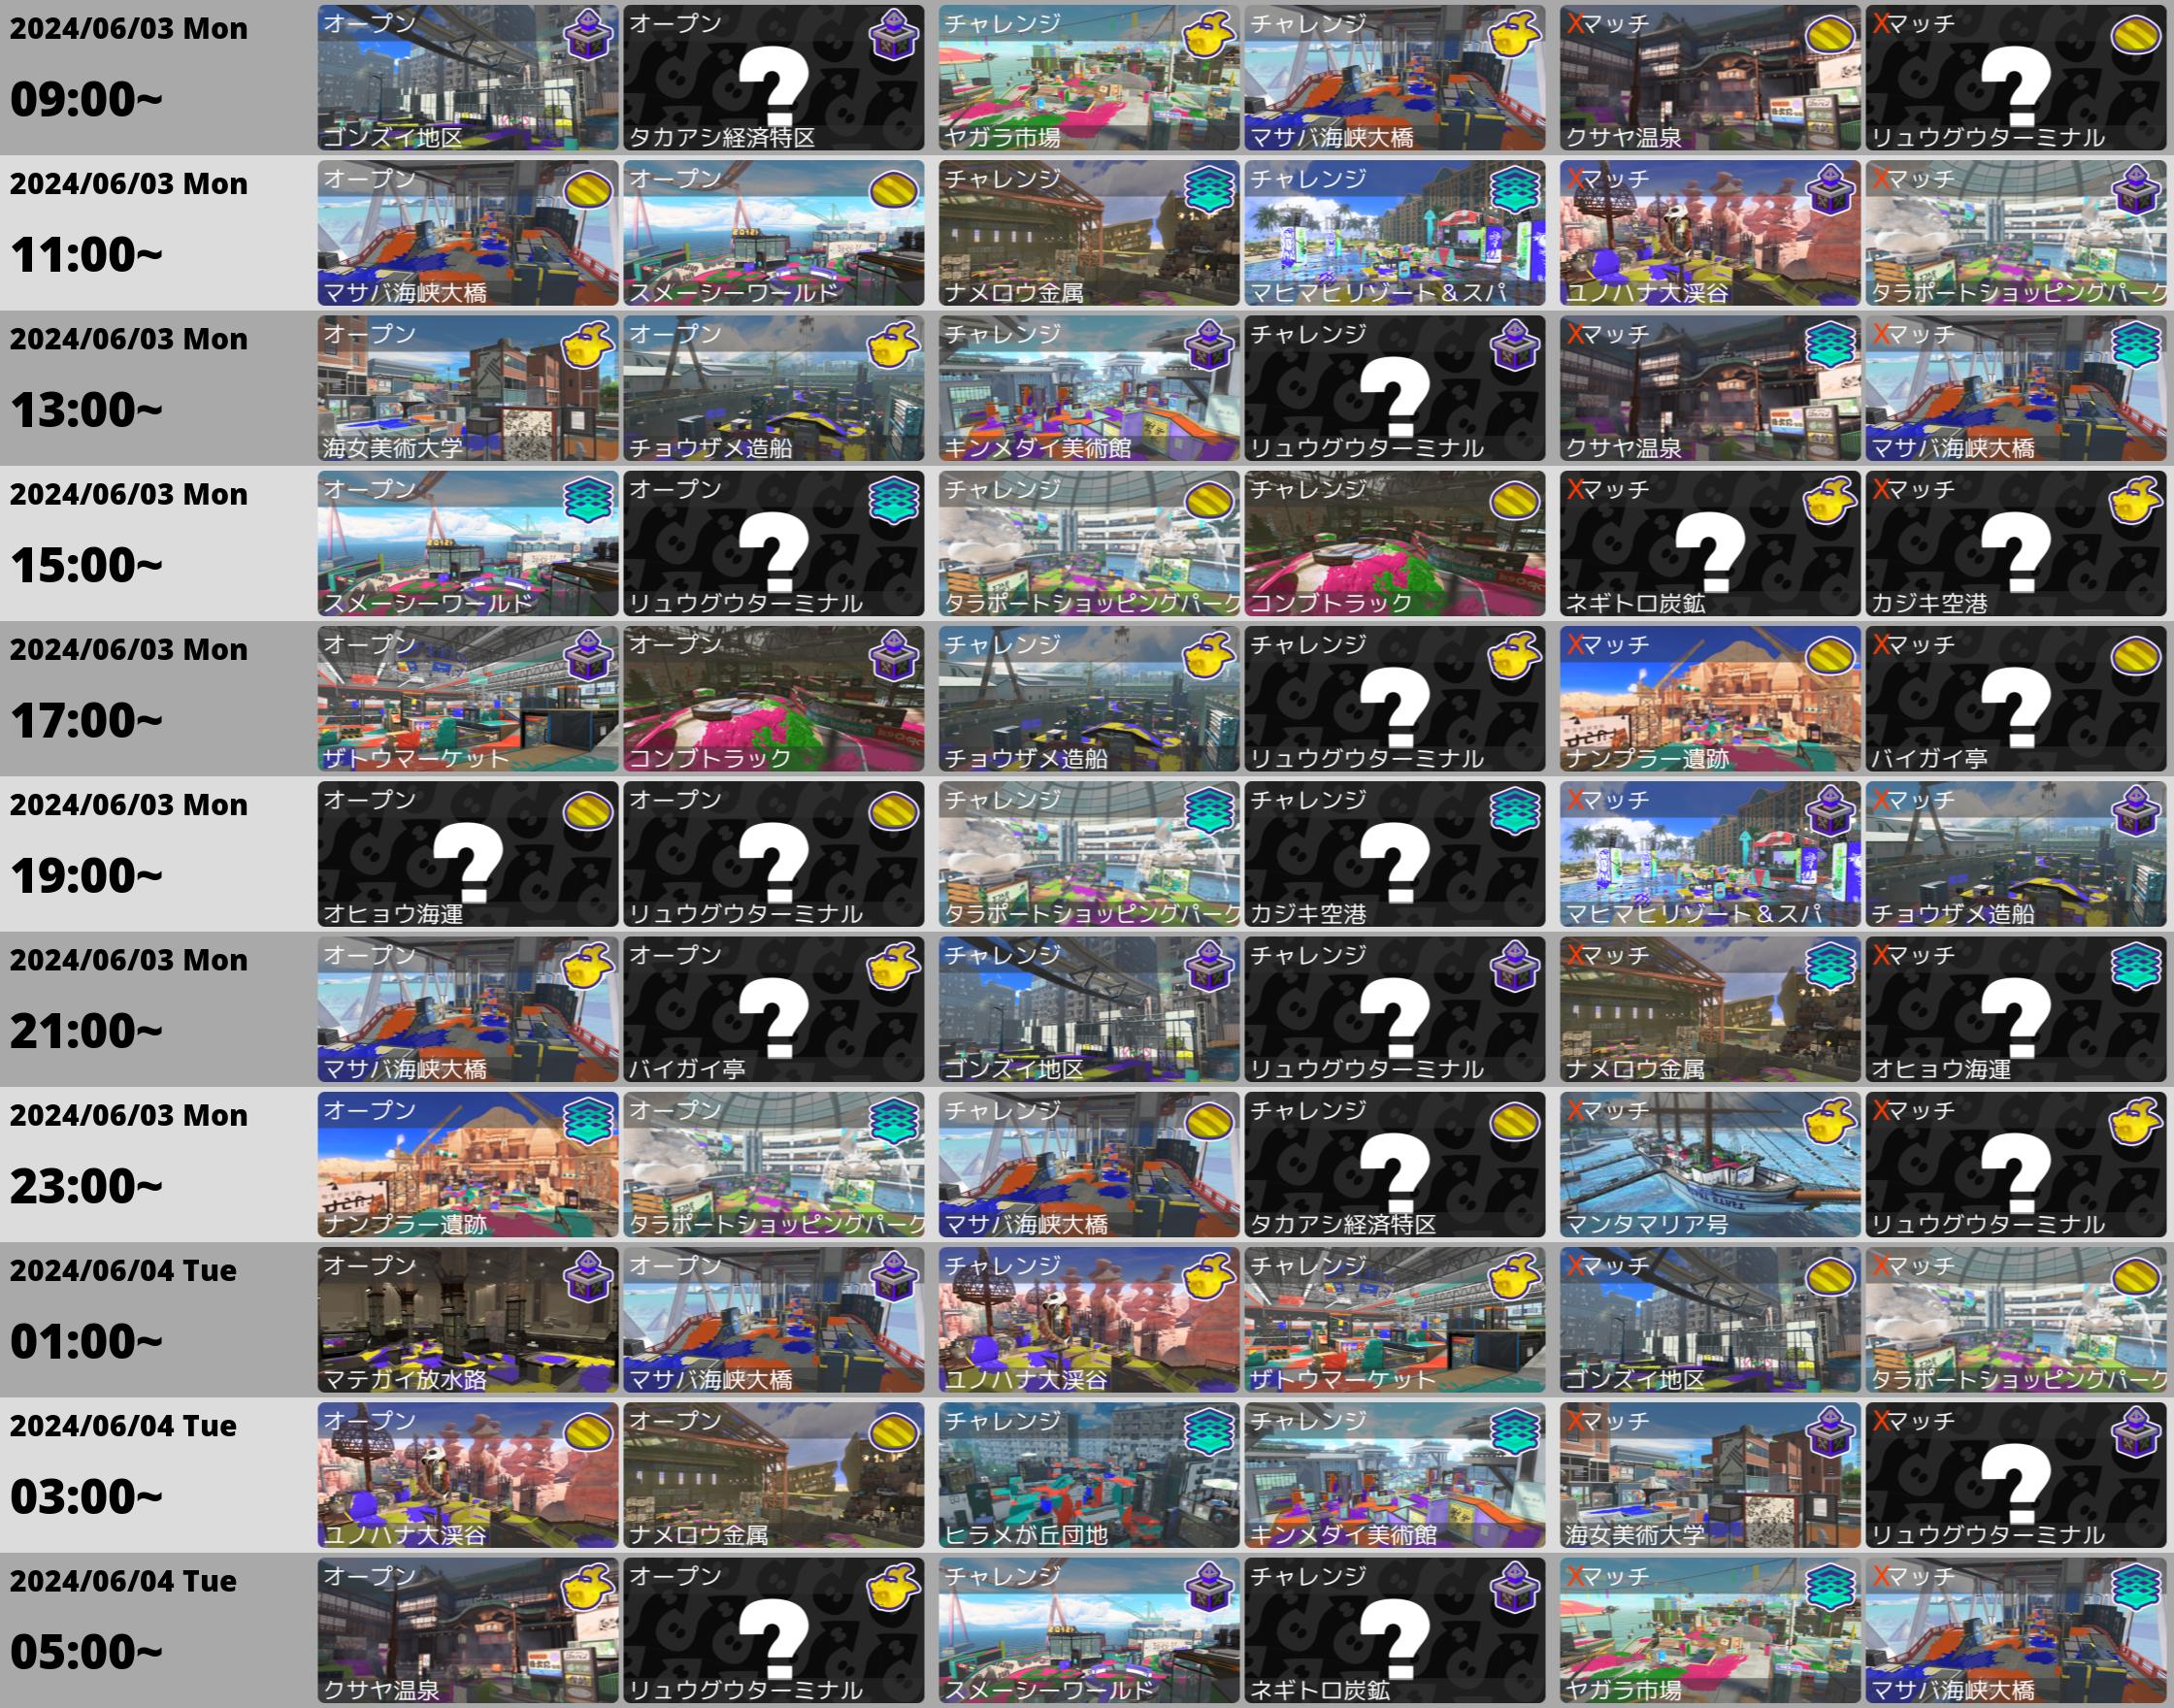 2024/06/03 Mon
09:00~
オープン
ゴンズイ地区
オープン
タカアシ経済特区
チャレンジ
ヤガラ市場
チャレンジ
マサバ海峡大橋
Xマッチ
クサヤ温泉
Xマッチ
リュウグウターミナル
2024/06/03 Mon
11:00~
オープン
マサバ海峡大橋
オープン
スメーシーワールド
チャレンジ
ナメロウ金属
チャレンジ
マヒマヒリゾート&スパ
Xマッチ
ユノハナ大渓谷
Xマッチ
タラポートショッピングパーク
2024/06/03 Mon
13:00~
オープン
海女美術大学
オープン
チョウザメ造船
チャレンジ
キンメダイ美術館
チャレンジ
リュウグウターミナル
Xマッチ
クサヤ温泉
Xマッチ
マサバ海峡大橋
2024/06/03 Mon
15:00~
オープン
スメーシーワールド
オープン
リュウグウターミナル
チャレンジ
タラポートショッピングパーク
チャレンジ
コンブトラック
Xマッチ
ネギトロ炭鉱
Xマッチ
カジキ空港
2024/06/03 Mon
17:00~
オープン
ザトウマーケット
オープン
コンブトラック
チャレンジ
チョウザメ造船
チャレンジ
リュウグウターミナル
Xマッチ
ナンプラー遺跡
Xマッチ
バイガイ亭
2024/06/03 Mon
19:00~
オープン
オヒョウ海運
オープン
リュウグウターミナル
チャレンジ
タラポートショッピングパーク
チャレンジ
カジキ空港
Xマッチ
マヒマヒリゾート&スパ
Xマッチ
チョウザメ造船
2024/06/03 Mon
21:00~
オープン
マサバ海峡大橋
オープン
バイガイ亭
チャレンジ
ゴンズイ地区
チャレンジ
リュウグウターミナル
Xマッチ
ナメロウ金属
Xマッチ
オヒョウ海運
2024/06/03 Mon
23:00~
オープン
ナンプラー遺跡
オープン
タラポートショッピングパーク
チャレンジ
マサバ海峡大橋
チャレンジ
タカアシ経済特区
Xマッチ
マンタマリア号
Xマッチ
リュウグウターミナル
2024/06/04 Tue
01:00~
オープン
マテガイ放水路
オープン
マサバ海峡大橋
チャレンジ
ユノハナ大渓谷
チャレンジ
ザトウマーケット
Xマッチ
ゴンズイ地区
Xマッチ
タラポートショッピングパーク
2024/06/04 Tue
03:00~
オープン
ユノハナ大渓谷
オープン
ナメロウ金属
チャレンジ
ヒラメが丘団地
チャレンジ
キンメダイ美術館
Xマッチ
海女美術大学
Xマッチ
リュウグウターミナル
2024/06/04 Tue
05:00~
オープン
クサヤ温泉
オープン
リュウグウターミナル
チャレンジ
スメーシーワールド
チャレンジ
ネギトロ炭鉱
Xマッチ
ヤガラ市場
Xマッチ
マサバ海峡大橋